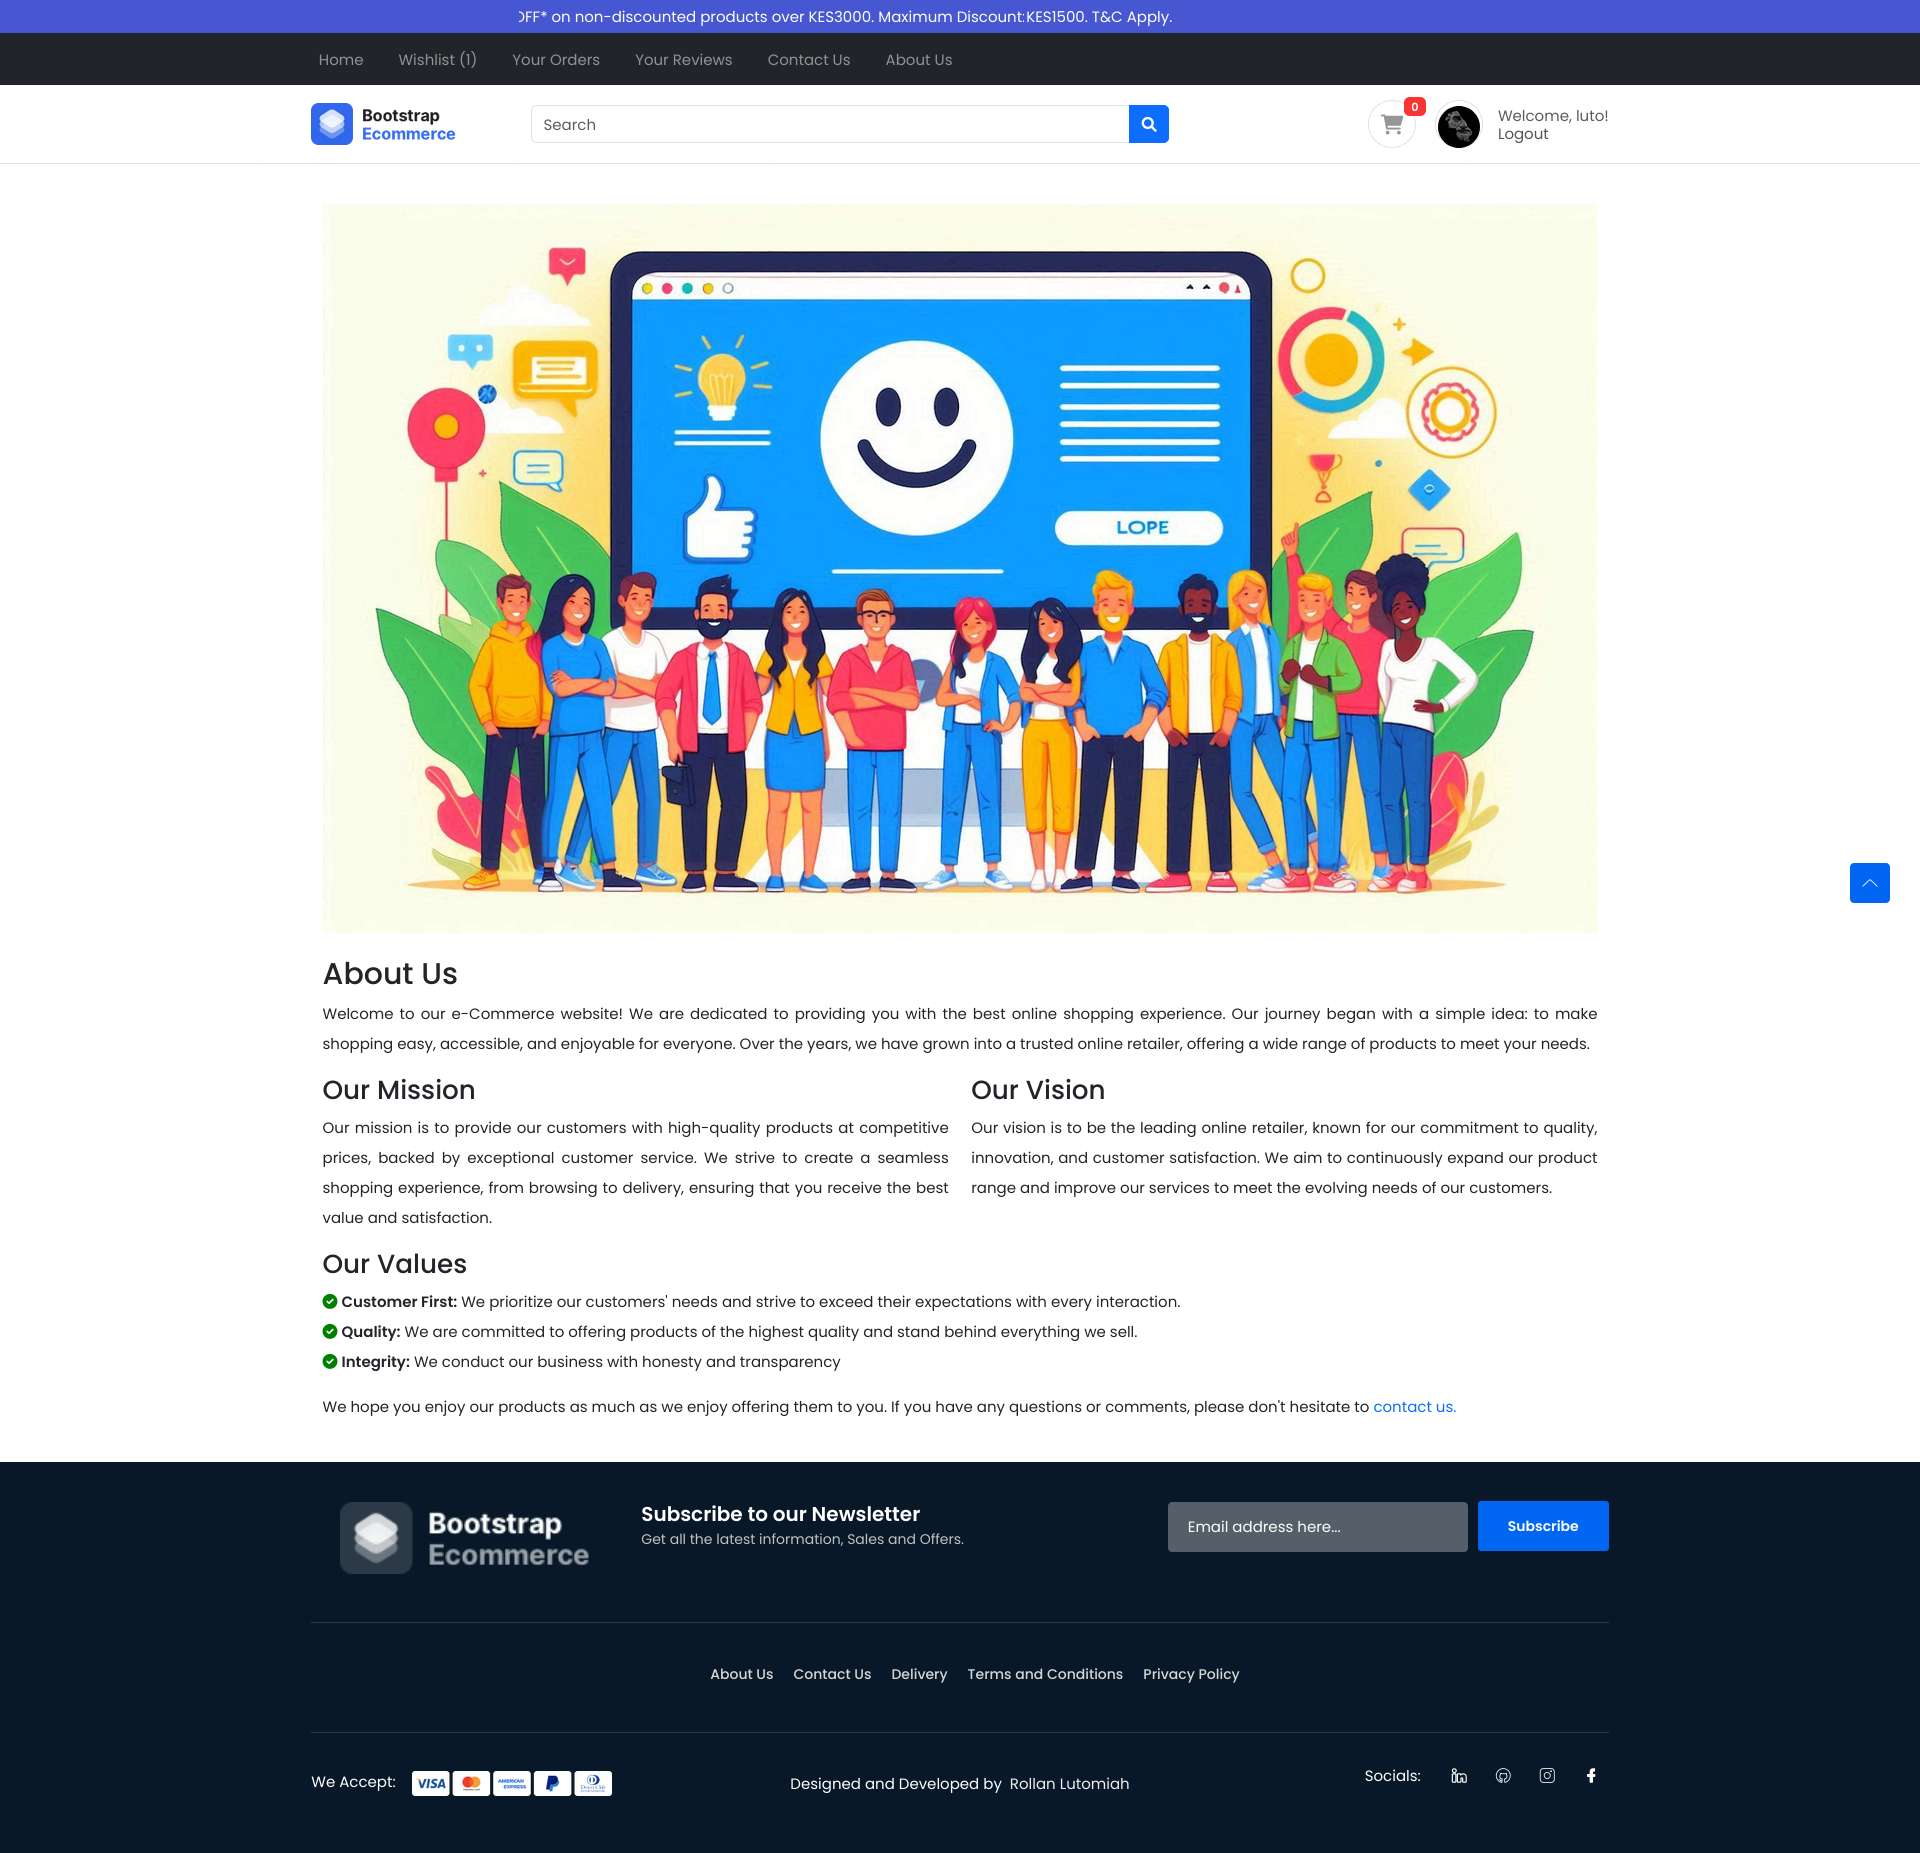 OFF* on non-discounted products over KES3000. Maximum Discount:KES1500. T&C Apply.
Home Wishlist (1) Your Orders Your Reviews Contact Us About Us
Bootstrap
Ecommerce
Search
0
Welcome, luto!
Logout
LOPE
About Us
Welcome to our e-Commerce website! We are dedicated to providing you with the best online shopping experience. Our journey began with a simple idea: to make
shopping easy, accessible, and enjoyable for everyone. Over the years, we have grown into a trusted online retailer, offering a wide range of products to meet your needs.
Our Mission
Our mission is to provide our customers with high-quality products at competitive
prices, backed by exceptional customer service. We strive to create a seamless
shopping experience, from browsing to delivery, ensuring that you receive the best
value and satisfaction.
Our Vision
Our vision is to be the leading online retailer, known for our commitment to quality,
innovation, and customer satisfaction. We aim to continuously expand our product
range and improve our services to meet the evolving needs of our customers.
Our Values
Customer First: We prioritize our customers' needs and strive to exceed their expectations with every interaction.
Quality: We are committed to offering products of the highest quality and stand behind everything we sell.
Integrity: We conduct our business with honesty and transparency
We hope you enjoy our products as much as we enjoy offering them to you. If you have any questions or comments, please don't hesitate to contact us.
Bootstrap
Ecommerce
Subscribe to our Newsletter
Get all the latest information, Sales and Offers.
Email address here...
Subscribe
About Us Contact Us Delivery Terms and Conditions Privacy Policy
We Accept:
VISA
AMERICAN
EXPRESS
Designed and Developed by Rollan Lutomiah
Socials: